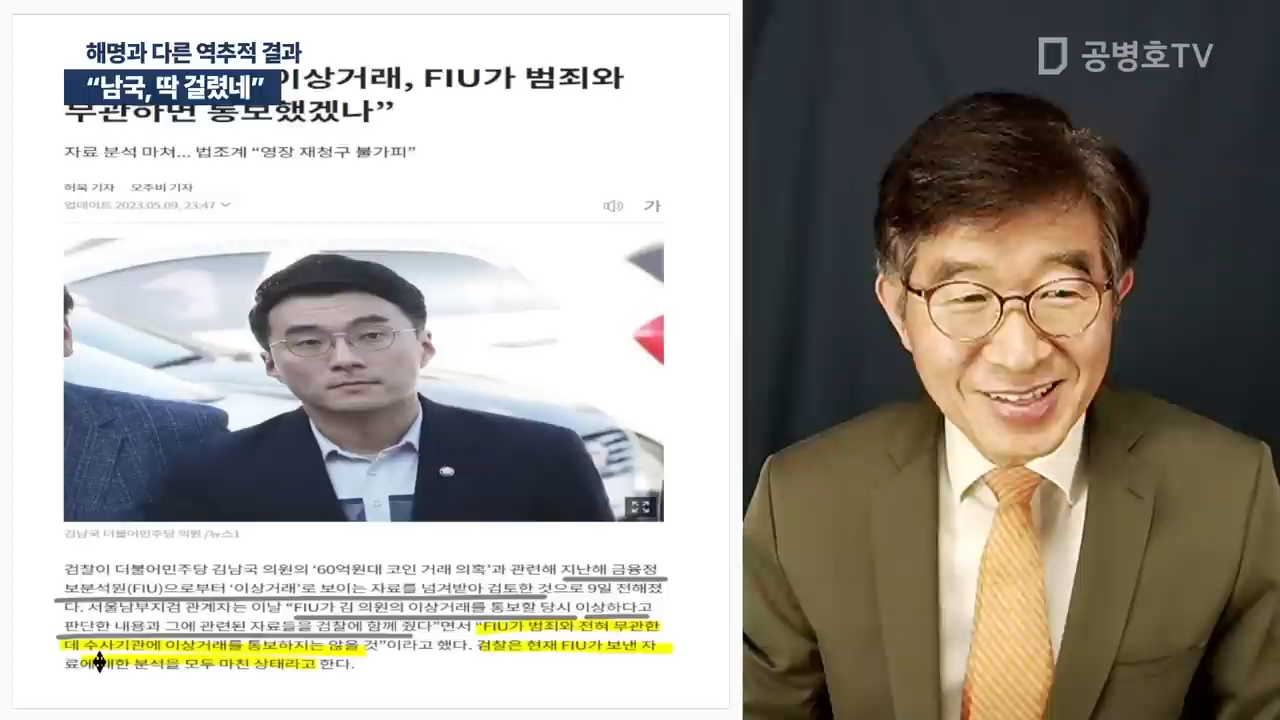 해명과 다른 역추적 결과
“남국, 딱 걸렸네”
이상거래, FIU가 범죄와
무관하면 통보했겠나”
자료 분석 마쳐... 법조계 “영장 재청구 불가피”
허욱 기자 오주비 기자
업데이트 2023.05.09. 23:47
가
김남국 더불어민주당 의원 /뉴스1
검찰이 더불어민주당 김남국 의원의 ‘60억원대 코인 거래 의혹’과 관련해 지난해 금융정
보분석원(FIU)으로부터 ‘이상거래’로 보이는 자료를 넘겨받아 검토한 것으로 9일 전해졌
다. 서울남부지검 관계자는 이날 “FIU가 김 의원의 이상거래를 통보할 당시 이상하다고
판단한 내용과 그에 관련된 자료들을 검찰에 함께 줬다”면서 “FIU가 범죄와 전혀 무관한
데 수사기관에 이상거래를 통보하지는 않을 것”이라고 했다. 검찰은 현재 FIU가 보낸 자
료에 대한 분석을 모두 마친 상태라고 한다.
공병호TV